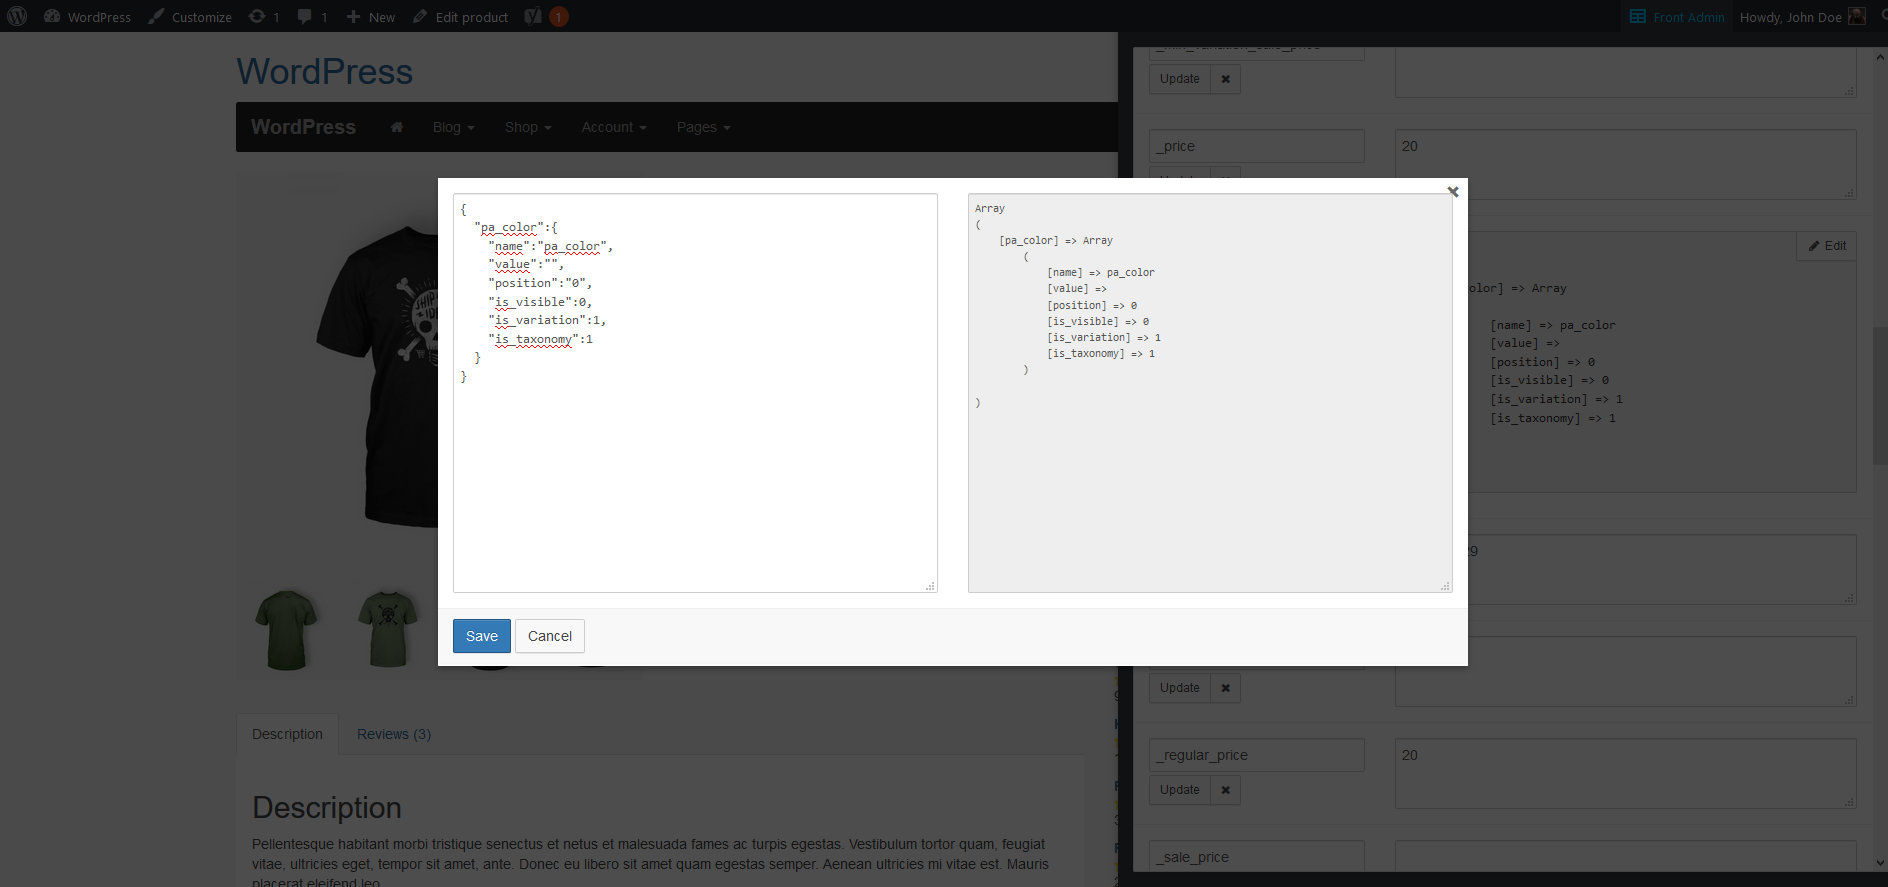 WordPress Customize 1 1 New Edit product 1 Front Admin Howdy, John Doe
WordPress
WordPress Blog Shop Account Pages
{
"pa_color":{
"name":"pa_color",
"value":"",
"position":"0",
"is_visible":0,
"is_variation":1,
"is_taxonomy":1
}
}
Array
(
[pa_color] => Array
(
[name] => pa_color
[value] =>
[position] => 0
[is_visible] => 0
[is_variation] => 1
[is_taxonomy] => 1
)
)
Save Cancel
SHIP
IDE
Description Reviews (3)
Description
Pellentesque habitant morbi tristique senectus et netus et malesuada fames ac turpis egestas. Vestibulum tortor quam, feugiat
vitae, ultricies eget, tempor sit amet, ante. Donec eu libero sit amet quam egestas semper. Aenean ultricies mi vitae est. Mauris
placerat eleifend leo.
Update
_price 20
Edit
olor] => Array
[name] => pa_color
[value] =>
[position] => 0
[is_visible] => 0
[is_variation] => 1
[is_taxonomy] => 1
9
Update
_regular_price 20
Update
_sale_price